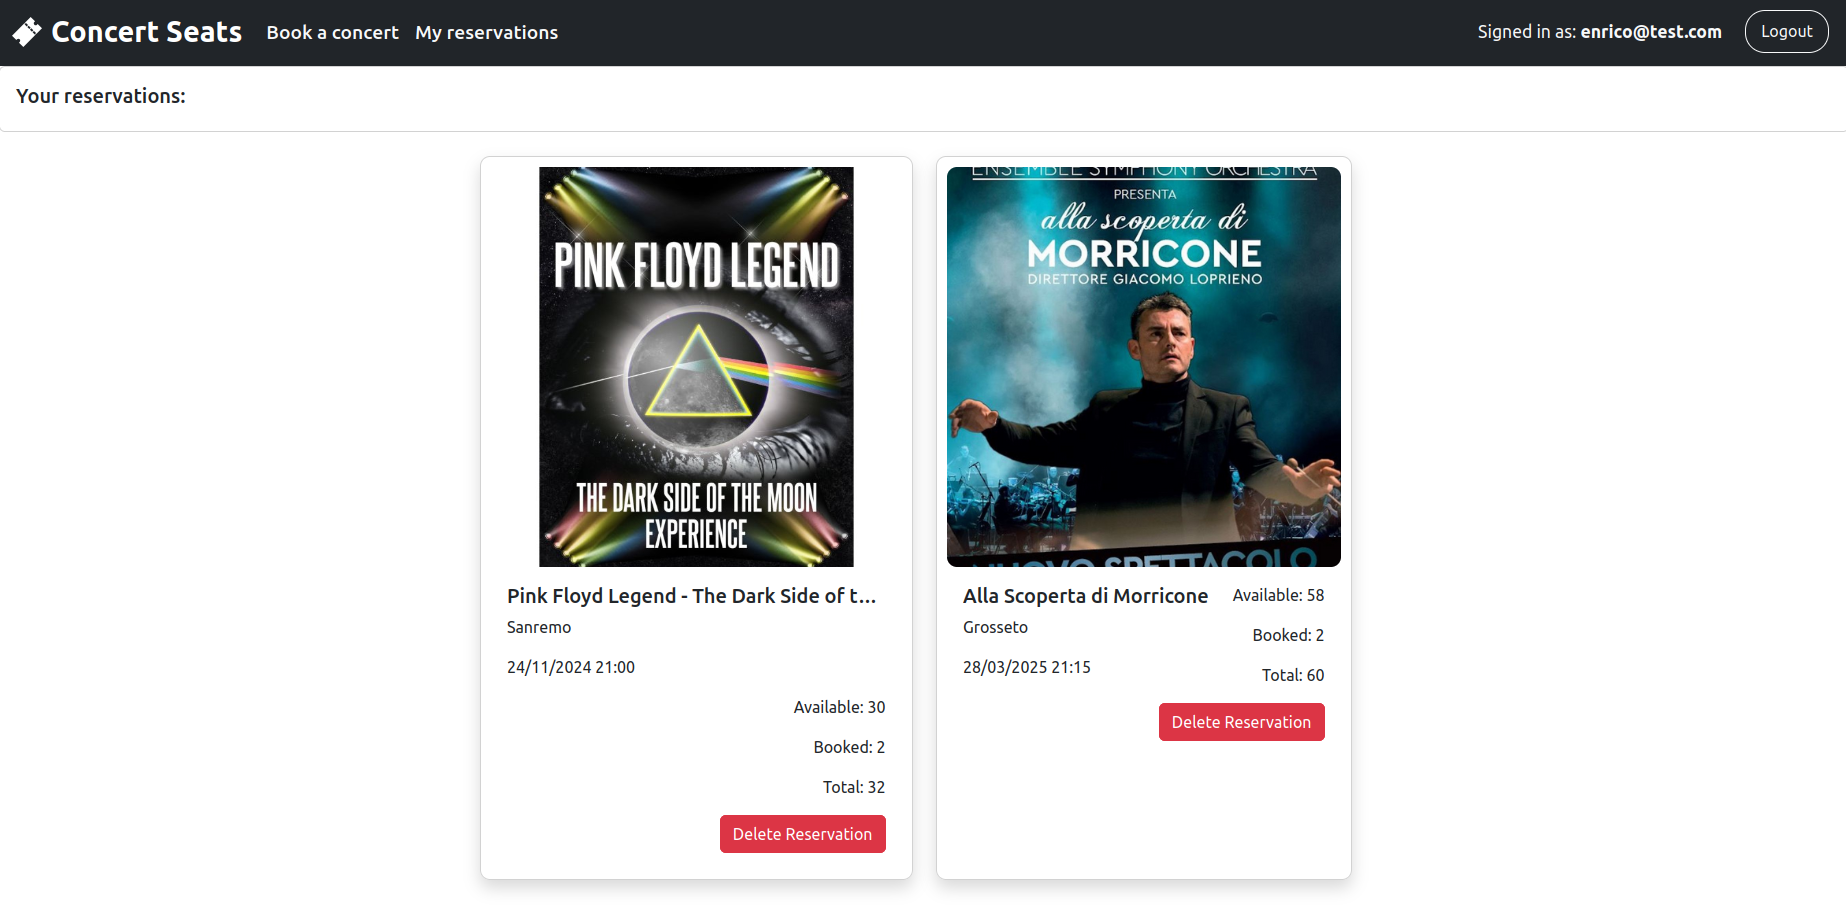 Concert Seats
Book a concert
My reservations
Signed in as: enrico@test.com
Logout
Your reservations:
PINK FLOYD LEGEND
THE DARK SIDE OF THE MOON
EXPERIENCE
Pink Floyd Legend - The Dark Side of t...
Sanremo
24/11/2024 21:00
Available: 30
Booked: 2
Total: 32
Delete Reservation
ENSEMBLE SYMPHONY ORCHESTRA
PRESENTA
alla scoperta di
MORRICONE
DIRETTORE GIACOMO LOPRIENO
NUOVO SPETTACOLO
Alla Scoperta di Morricone
Available: 58
Grosseto
Booked: 2
28/03/2025 21:15
Total: 60
Delete Reservation